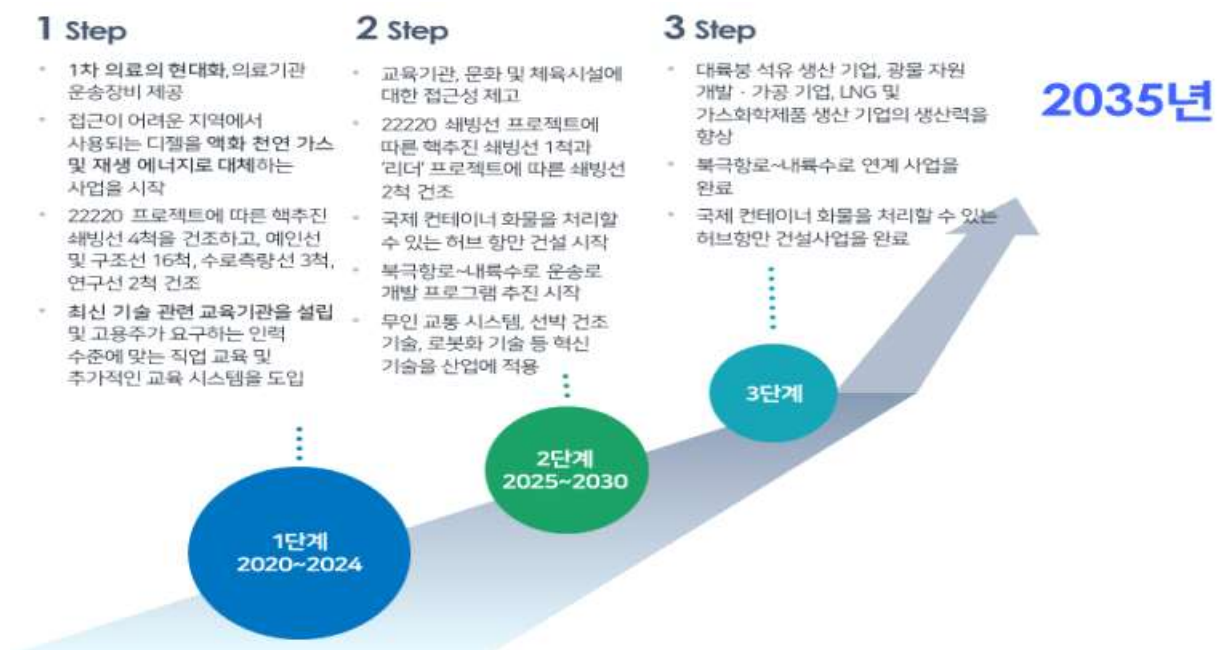 1 Step
• 1차 의료의 현대화, 의료기관
운송장비 제공
• 접근이 어려운 지역에서
사용되는 디젤을 액화 천연 가스
및 재생 에너지로 대체하는
사업을 시작
• 22220 프로젝트에 따른 핵추진
쇄빙선 4척을 건조하고, 예인선
및 구조선 16척, 수로측량선 3척,
연구선 2척 건조
• 최신 기술 관련 교육기관을 설립
및 고용주가 요구하는 인력
수준에 맞는 직업 교육 및
추가적인 교육 시스템을 도입
2 Step
• 교육기관, 문화 및 체육시설에
대한 접근성 제고
• 22220 쇄빙선 프로젝트에
따른 핵추진 쇄빙선 1척과
'리더' 프로젝트에 따른 쇄빙선
2척 건조
• 국제 컨테이너 화물을 처리할
수 있는 허브 항만 건설 시작
• 북극항로~내륙수로 운송로
개발 프로그램 추진 시작
• 무인 교통 시스템, 선박 건조
기술, 로봇화 기술 등 혁신
기술을 산업에 적용
3 Step
• 대륙붕 석유 생산 기업, 광물 자원
개발 · 가공 기업, LNG 및
가스화학제품 생산 기업의 생산력을
향상
• 북극항로~내륙수로 연계 사업을
완료
• 국제 컨테이너 화물을 처리할 수 있는
허브항만 건설사업을 완료
2035년
3단계
2단계
2025~2030
1단계
2020~2024